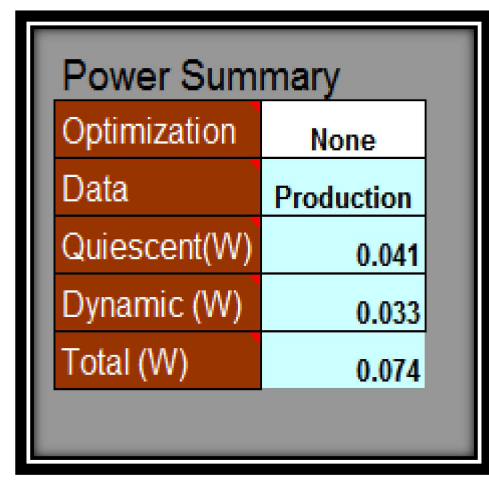 Power Summary
Optimization None
Data Production
Quiescent(W) 0.041
Dynamic (W) 0.033
Total (W) 0.074